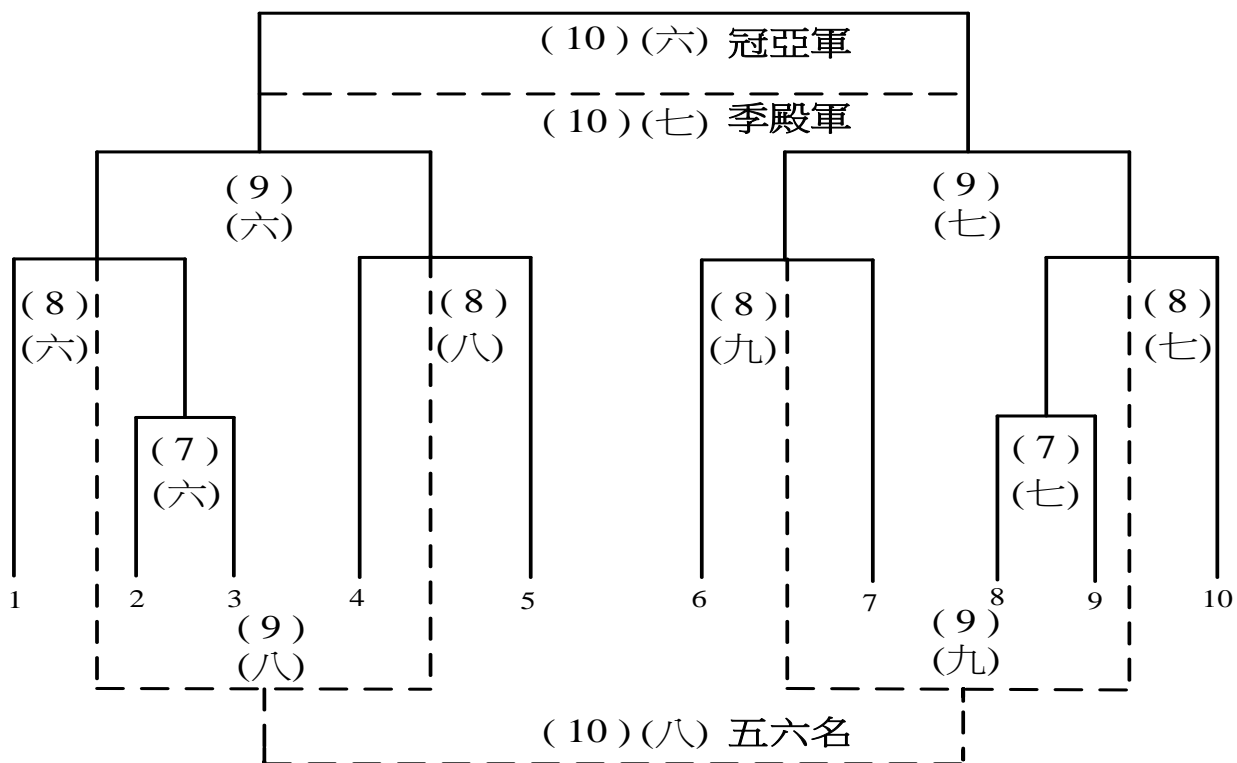 ( 10 ) (六) 冠亞軍
( 10 ) (七) 季殿軍
( 9 )
(六)
( 9 )
(七)
( 8 )
(六)
( 8 )
(八)
( 8 )
(九)
( 8 )
(七)
( 7 )
(六)
( 7 )
(七)
1 2 3 4 5 6 7 8 9 10
( 9 )
(八)
( 9 )
(九)
( 10 ) (八) 五六名